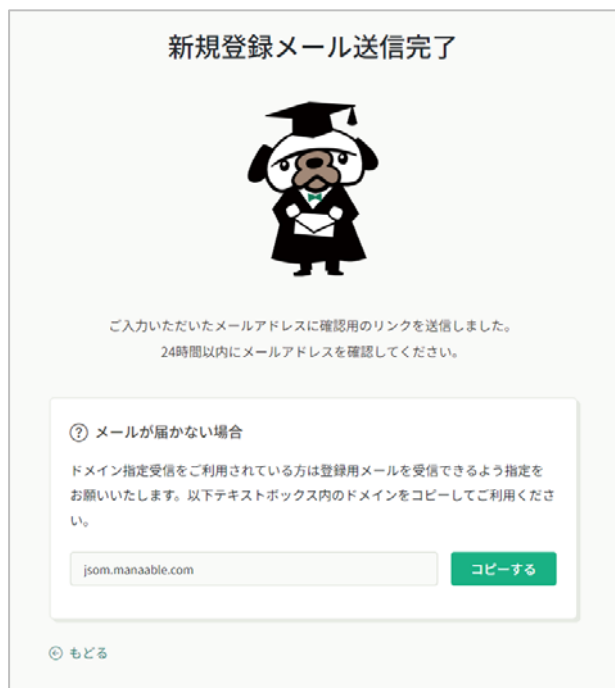 新規登録メール送信完了
ご入力いただいたメールアドレスに確認用のリンクを送信しました。
24時間以内にメールアドレスを確認してください。
メールが届かない場合
ドメイン指定受信をご利用されている方は登録用メールを受信できるよう指定を
お願いいたします。以下テキストボックス内のドメインをコピーしてご利用くださ
い。
jsom.manaable.com
コピーする
もどる